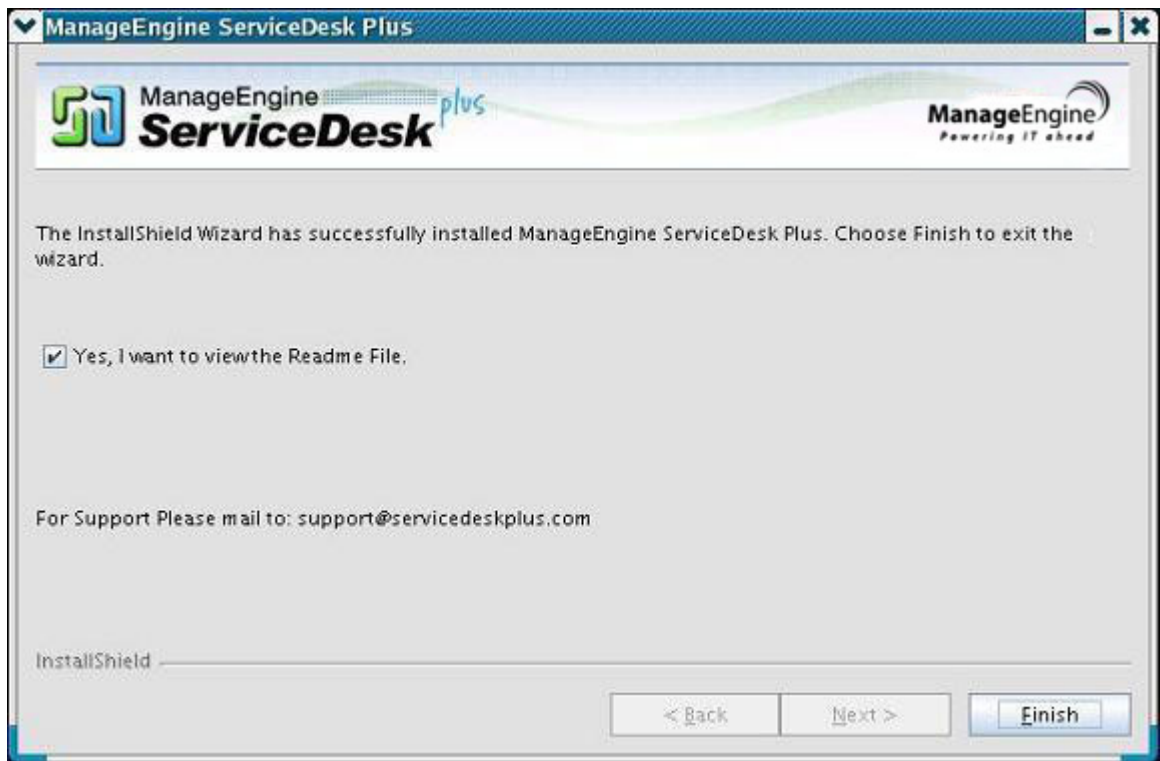 ManageEngine ServiceDesk Plus
ManageEngine
ServiceDesk plus
ManageEngine
Powering IT ahead
The InstallShield Wizard has successfully installed ManageEngine ServiceDesk Plus. Choose Finish to exit the
wizard.
Yes, I want to view the Readme File.
For Support Please mail to: support@servicedeskplus.com
InstallShield
< Back
Next >
Finish